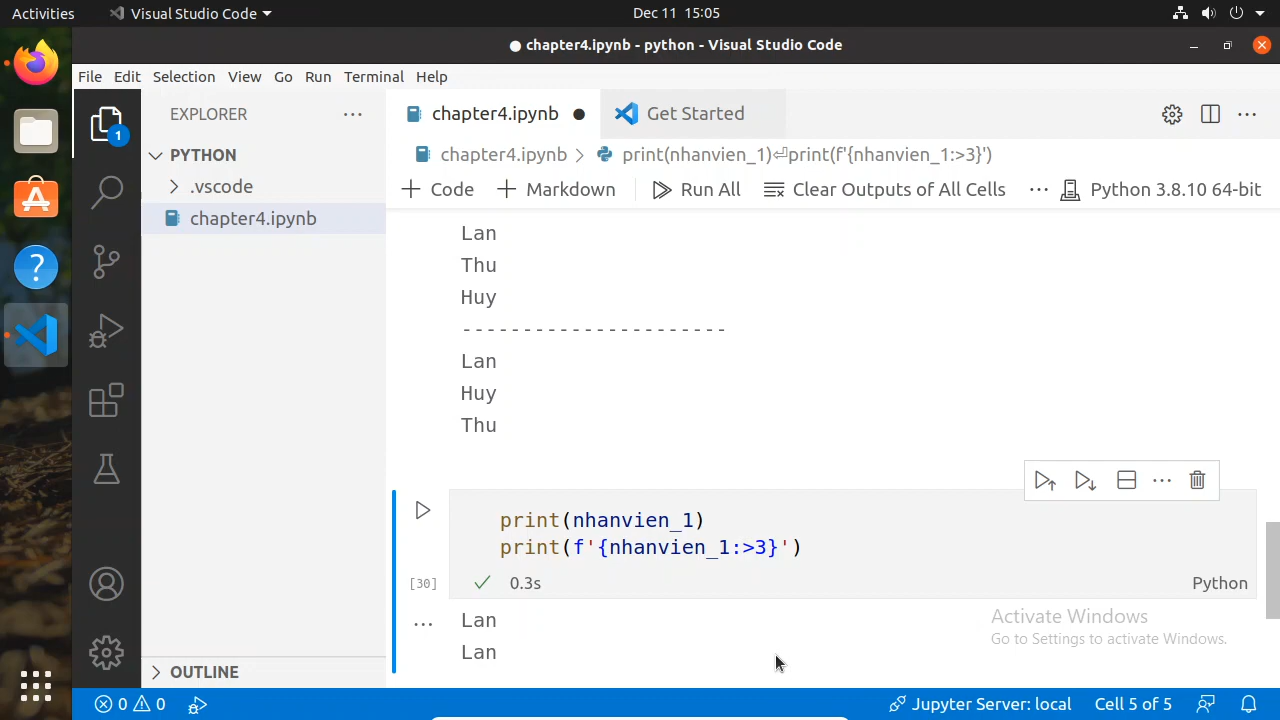 Activities Visual Studio Code Dec 11 15:05
● chapter4.ipynb - python - Visual Studio Code
File Edit Selection View Go Run Terminal Help
EXPLORER ··· chapter4.ipynb ● Get Started ···
1
PYTHON chapter4.ipynb > print(nhanvien_1)⏎print(f'{nhanvien_1:>3}')
.vscode + Code + Markdown Run All Clear Outputs of All Cells ··· Python 3.8.10 64-bit
chapter4.ipynb
Lan
Thu
Huy
----------------------
Lan
Huy
Thu
print(nhanvien_1)
print(f'{nhanvien_1:>3}')
[30] ✓ 0.3s Python
··· Lan
Lan
Activate Windows
Go to Settings to activate Windows.
OUTLINE
0 0 Jupyter Server: local Cell 5 of 5